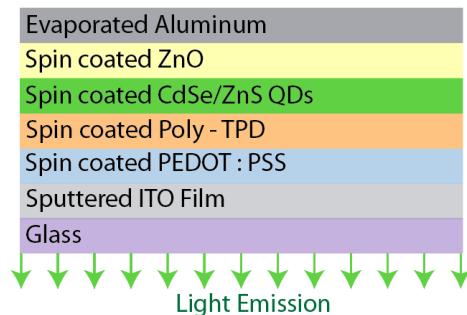 Evaporated Aluminum
Spin coated ZnO
Spin coated CdSe/ZnS QDs
Spin coated Poly - TPD
Spin coated PEDOT : PSS
Sputtered ITO Film
Glass
Light Emission